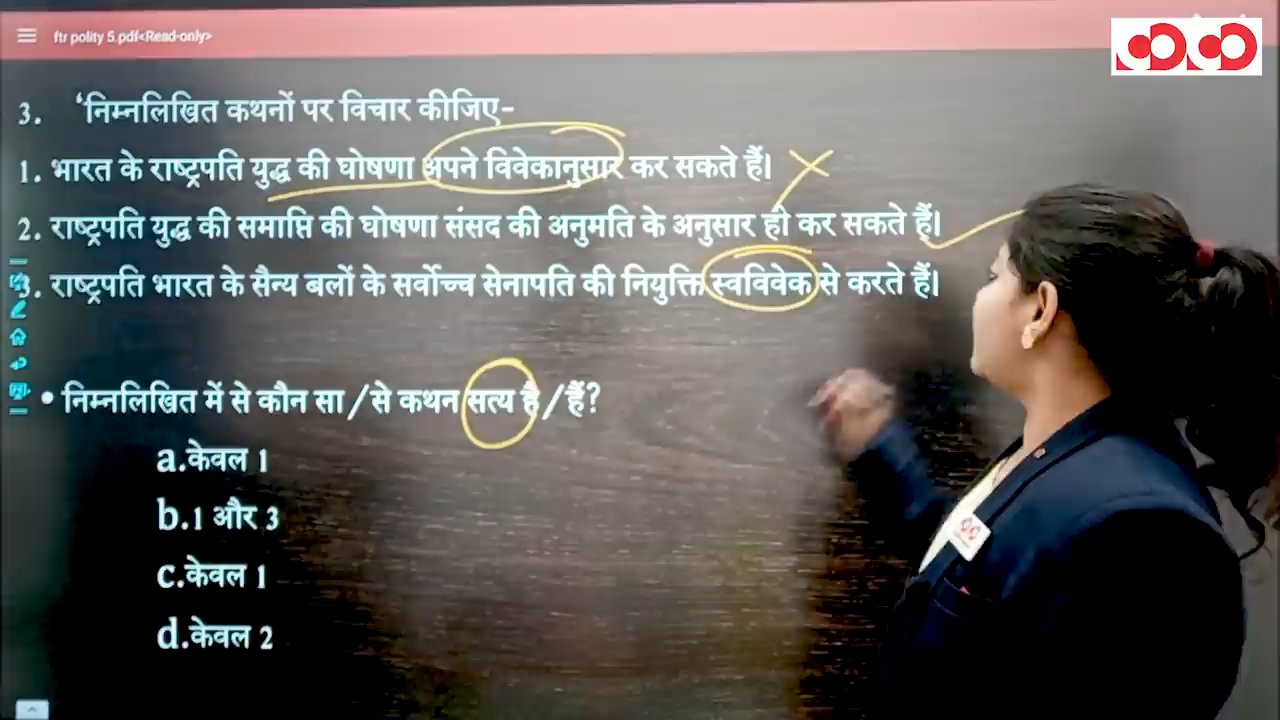 ftr polity 5.pdf<Read-only>
3. ‘निम्नलिखित कथनों पर विचार कीजिए-
1. भारत के राष्ट्रपति युद्ध की घोषणा अपने विवेकानुसार कर सकते हैं।
2. राष्ट्रपति युद्ध की समाप्ति की घोषणा संसद की अनुमति के अनुसार ही कर सकते हैं।
3. राष्ट्रपति भारत के सैन्य बलों के सर्वोच्च सेनापति की नियुक्ति स्वविवेक से करते हैं।
• निम्नलिखित में से कौन सा /से कथन सत्य है /हैं?
a.केवल 1
b.1 और 3
c.केवल 1
d.केवल 2